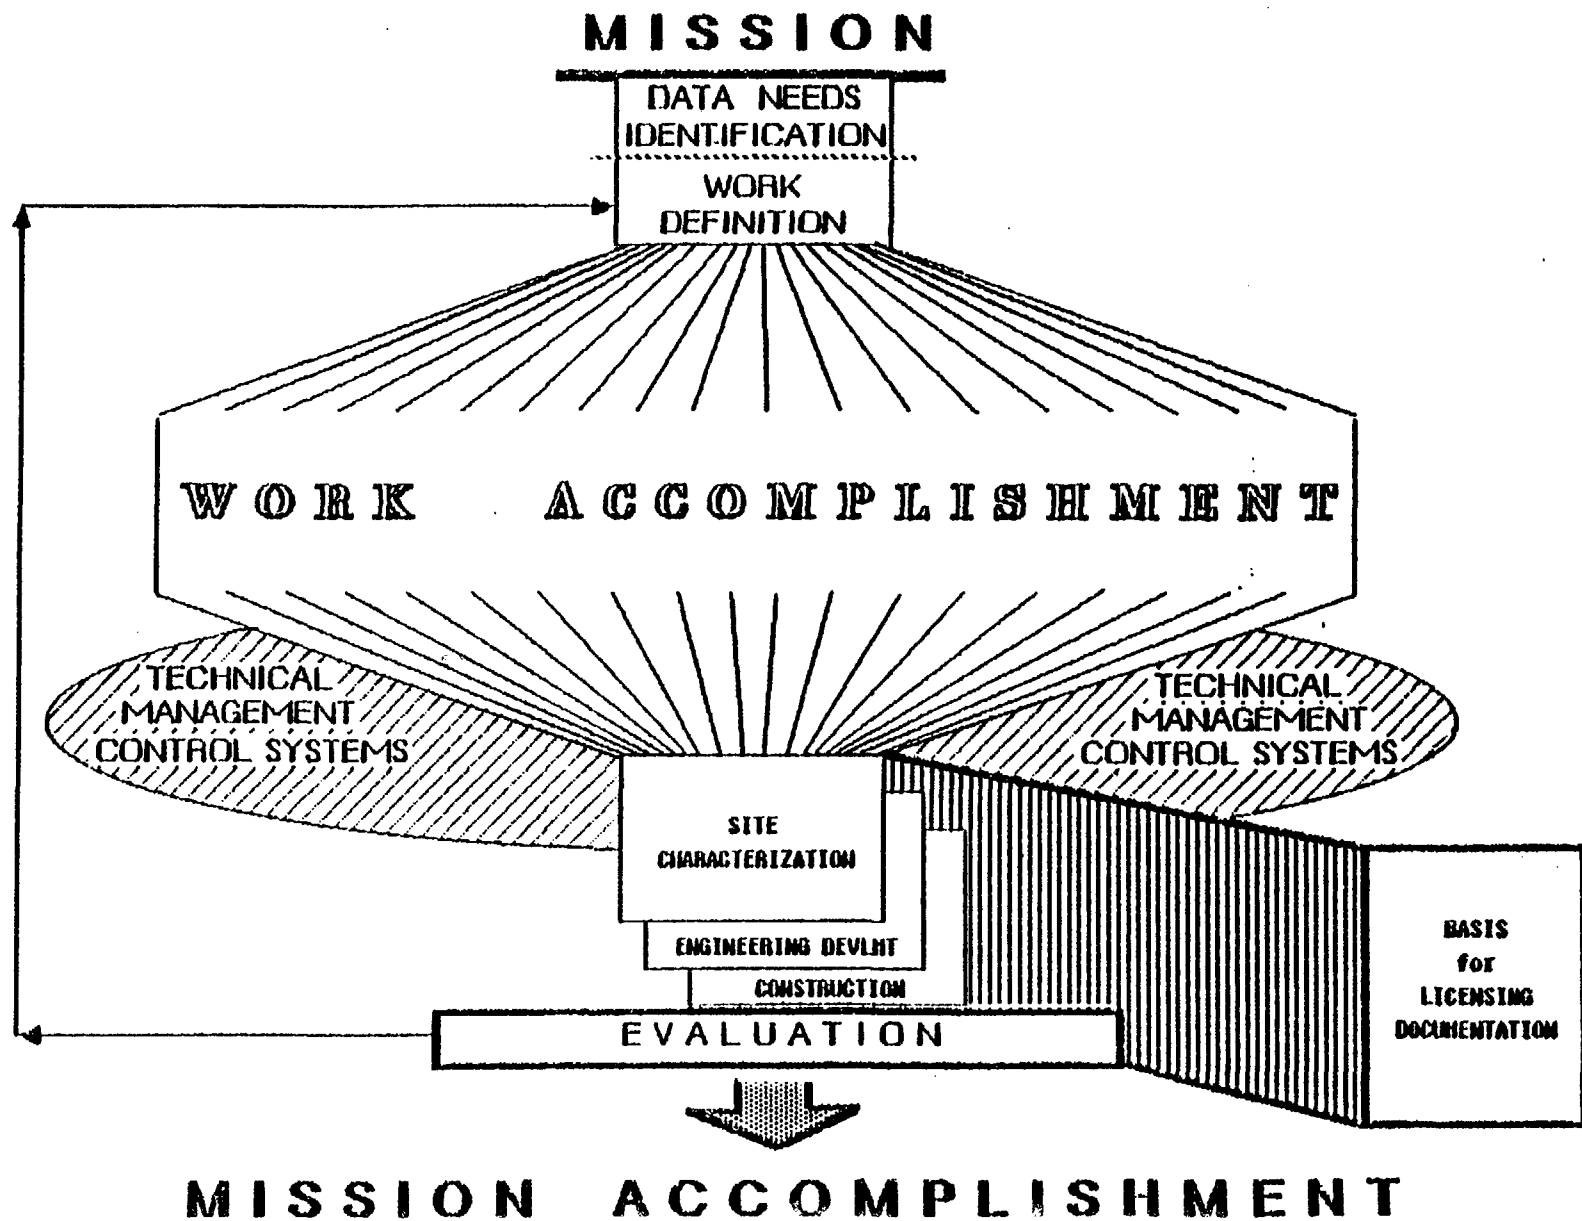 MISSION
DATA NEEDS
IDENTIFICATION
WORK
DEFINITION
WORK ACCOMPLISHMENT
TECHNICAL
MANAGEMENT
CONTROL SYSTEMS
TECHNICAL
MANAGEMENT
CONTROL SYSTEMS
SITE
CHARACTERIZATION
ENGINEERING DEVLMT
CONSTRUCTION
BASIS
for
LICENSING
DOCUMENTATION
EVALUATION
MISSION ACCOMPLISHMENT